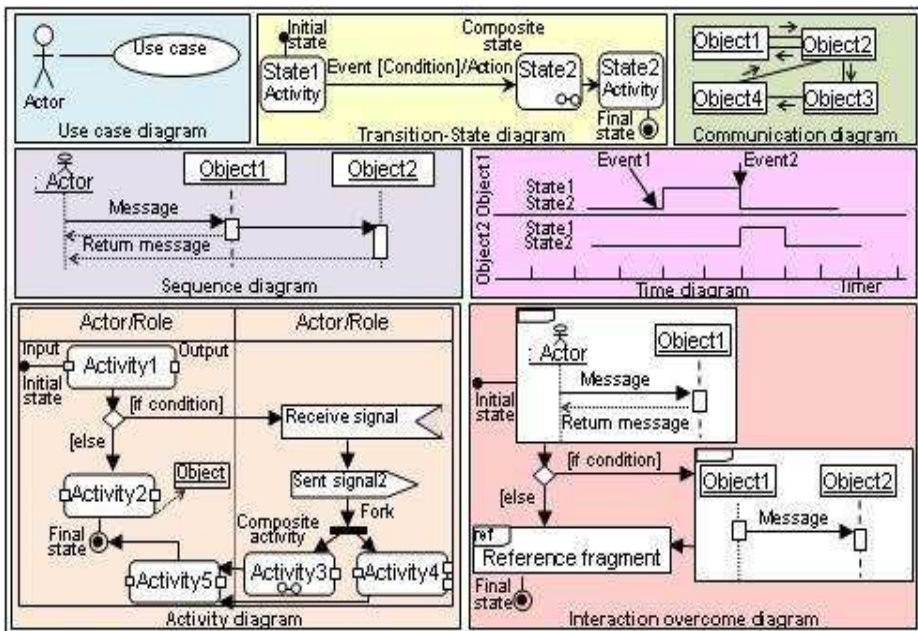 Use case
Actor
Use case diagram
Initial
state
Composite
state
State1
Activity
Event [Condition]/Action
State2
State2
Activity
Final
state
Transition-State diagram
Object1
Object2
Object4
Object3
Communication diagram
: Actor
Object1
Object2
Message
Return message
Sequence diagram
Object1
Event1
Event2
State1
State2
Object2
State1
State2
Time diagram
Timer
Actor/Role
Actor/Role
Input
Activity1
Output
Initial
state
[if condition]
Receive signal
[else]
Object
Activity2
Sent signal2
Fork
Final
state
Composite
activity
Activity5
Activity3
Activity4
Activity diagram
: Actor
Object1
Message
Initial
state
Return message
[if condition]
[else]
Object1
Object2
Message
ref
Reference fragment
Final
state
Interaction overcome diagram